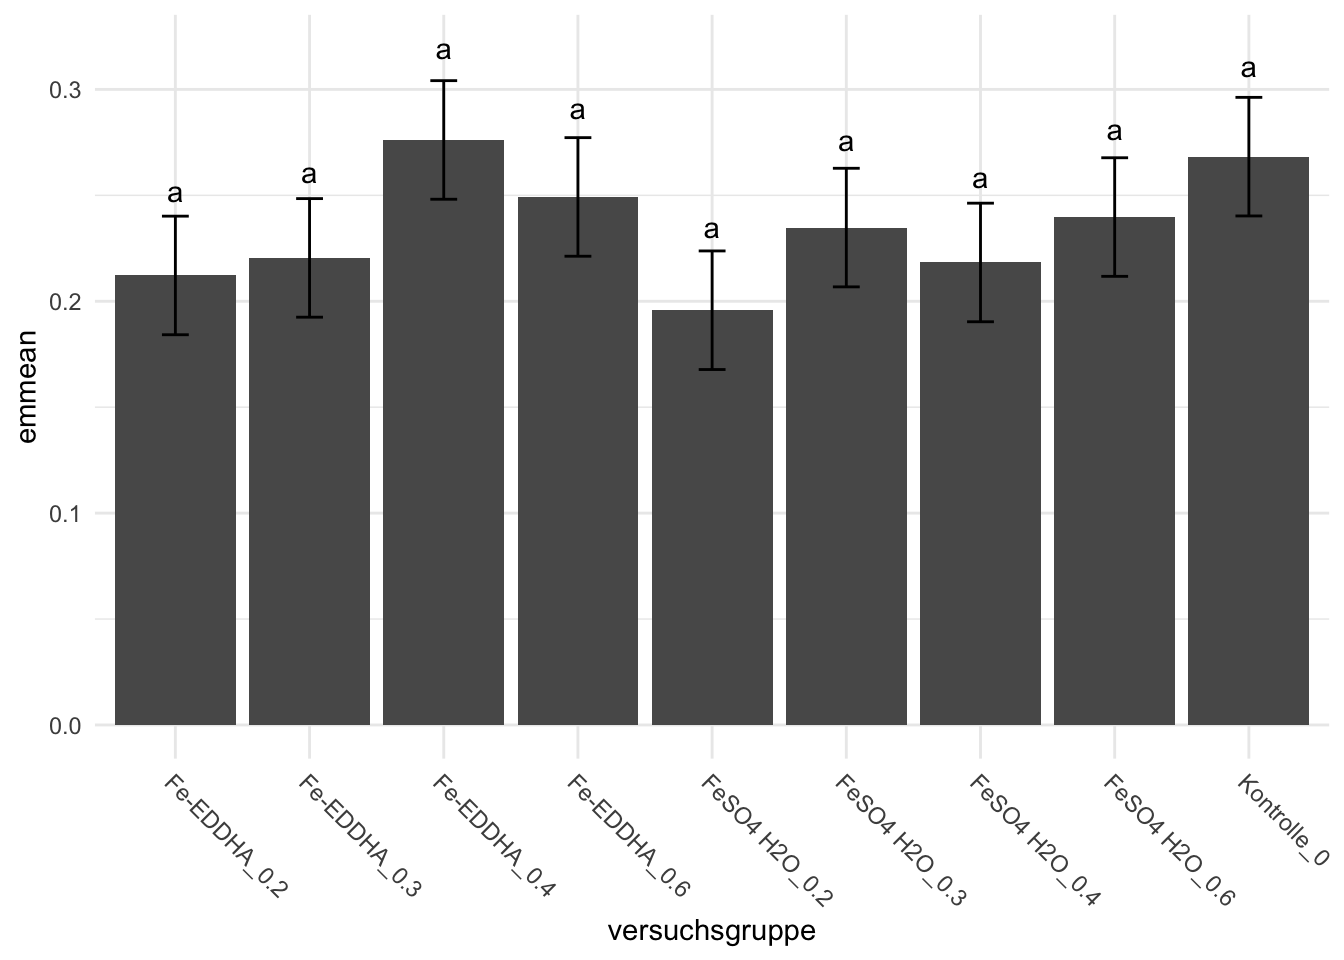 emmean
0.3
0.2
0.1
0.0
a
a
a
a
a
a
a
a
a
Fe-EDDHA_0.2
Fe-EDDHA_0.3
Fe-EDDHA_0.4
Fe-EDDHA_0.6
FeSO4 H2O_0.2
FeSO4 H2O_0.3
FeSO4 H2O_0.4
FeSO4 H2O_0.6
Kontrolle_0
versuchsgruppe